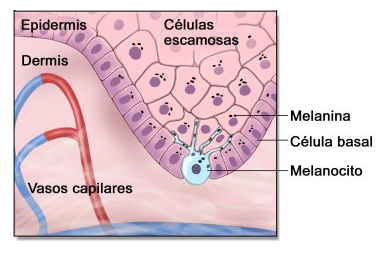 Epidermis
Células
escamosas
Dermis
Melanina
Célula basal
Melanocito
Vasos capilares